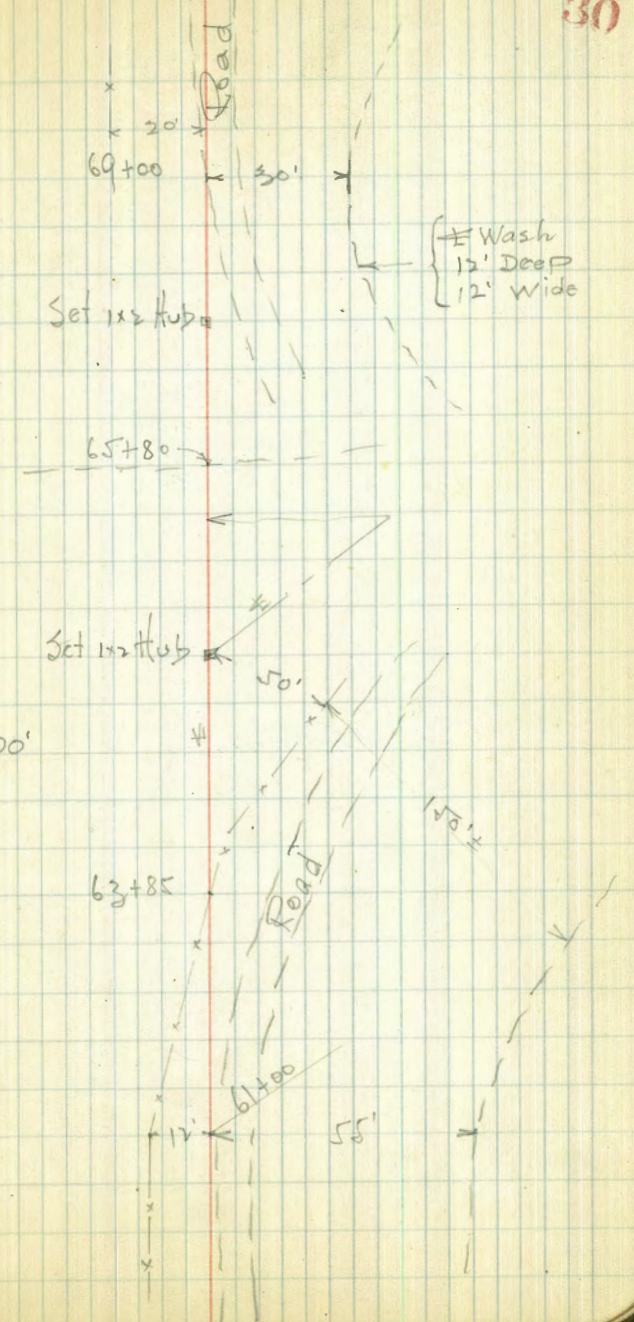 30
Road
20'
69+00
30'
℄ Wash
12' Deep
12' Wide
Set 1x2 Hub
65+80
Set 1x2 Hub
50'
00'
150'±
63+85
Road
61+00
12'
55'